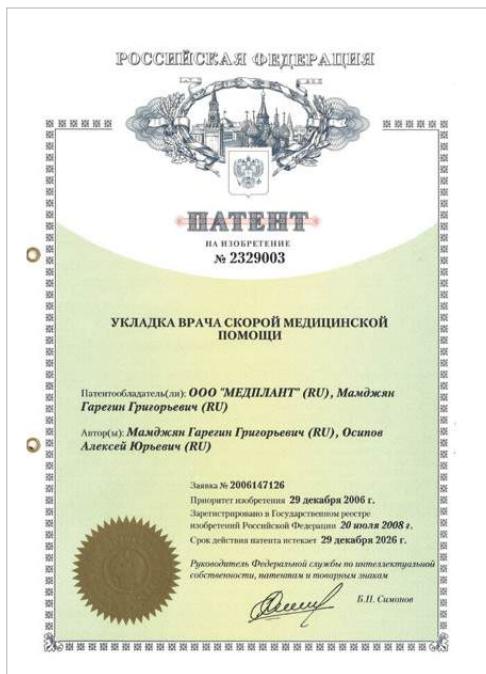 РОССИЙСКАЯ ФЕДЕРАЦИЯ
ПАТЕНТ
НА ИЗОБРЕТЕНИЕ
№ 2329003
УКЛАДКА ВРАЧА СКОРОЙ МЕДИЦИНСКОЙ
ПОМОЩИ
Патентообладатель(ли): ООО "МЕДПЛАНТ" (RU), Мамджян
Гарегин Григорьевич (RU)
Автор(ы): Мамджян Гарегин Григорьевич (RU), Осипов
Алексей Юрьевич (RU)
Заявка № 2006147126
Приоритет изобретения 29 декабря 2006 г.
Зарегистрировано в Государственном реестре
изобретений Российской Федерации 20 июля 2008 г.
Срок действия патента истекает 29 декабря 2026 г.
Руководитель Федеральной службы по интеллектуальной
собственности, патентам и товарным знакам
Б.П. Симонов